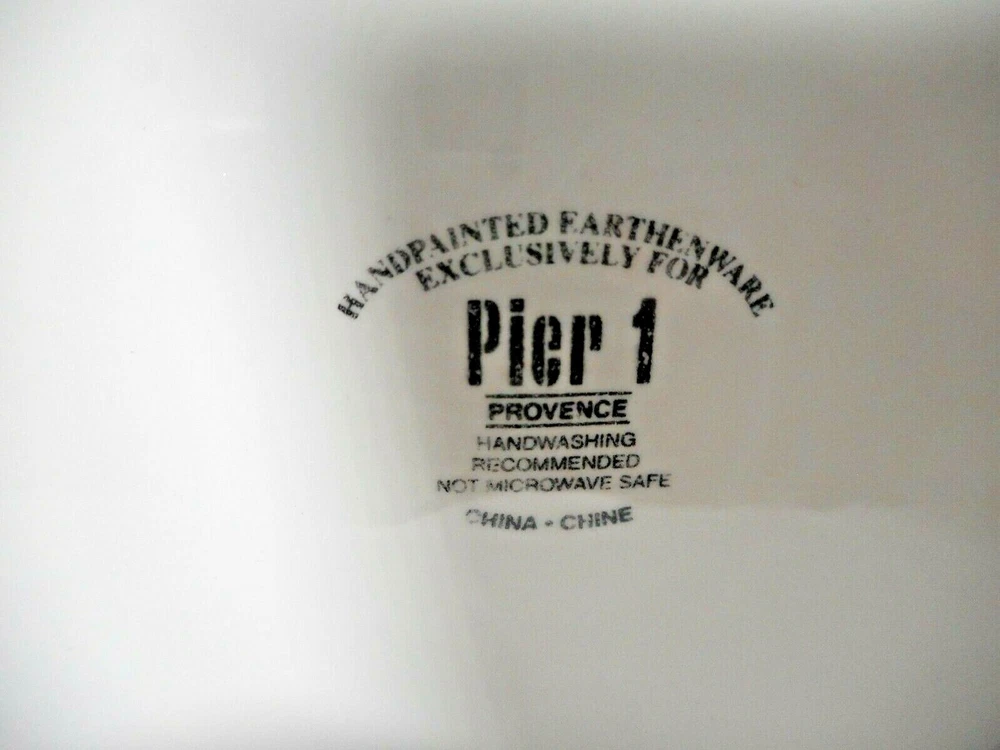 HANDPAINTED EARTHENWARE
EXCLUSIVELY FOR
Pier 1
PROVENCE
HANDWASHING
RECOMMENDED
NOT MICROWAVE SAFE
CHINA - CHINE